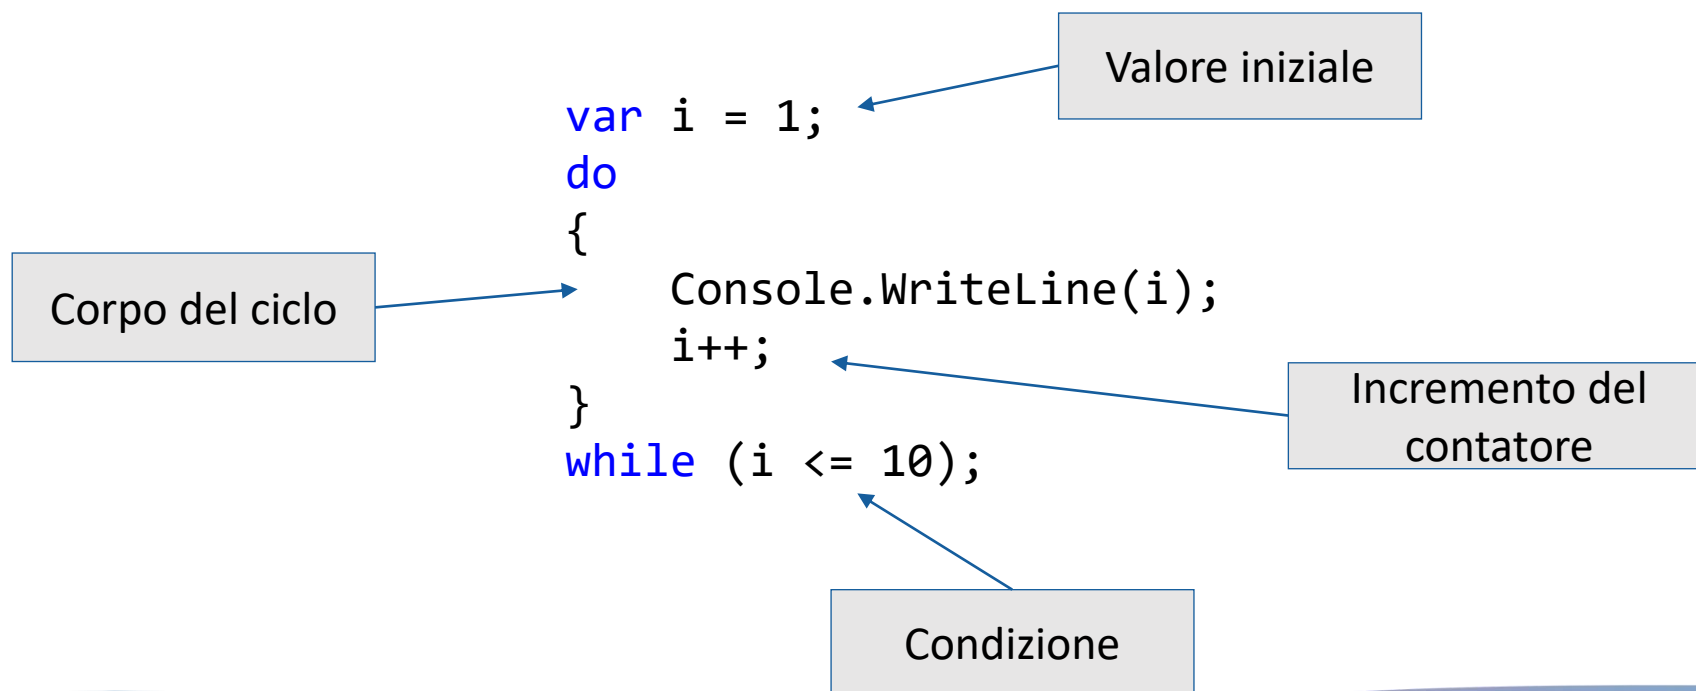 Valore iniziale
var i = 1;
do
{
Corpo del ciclo
Console.WriteLine(i);
i++;
Incremento del
contatore
}
while (i <= 10);
Condizione